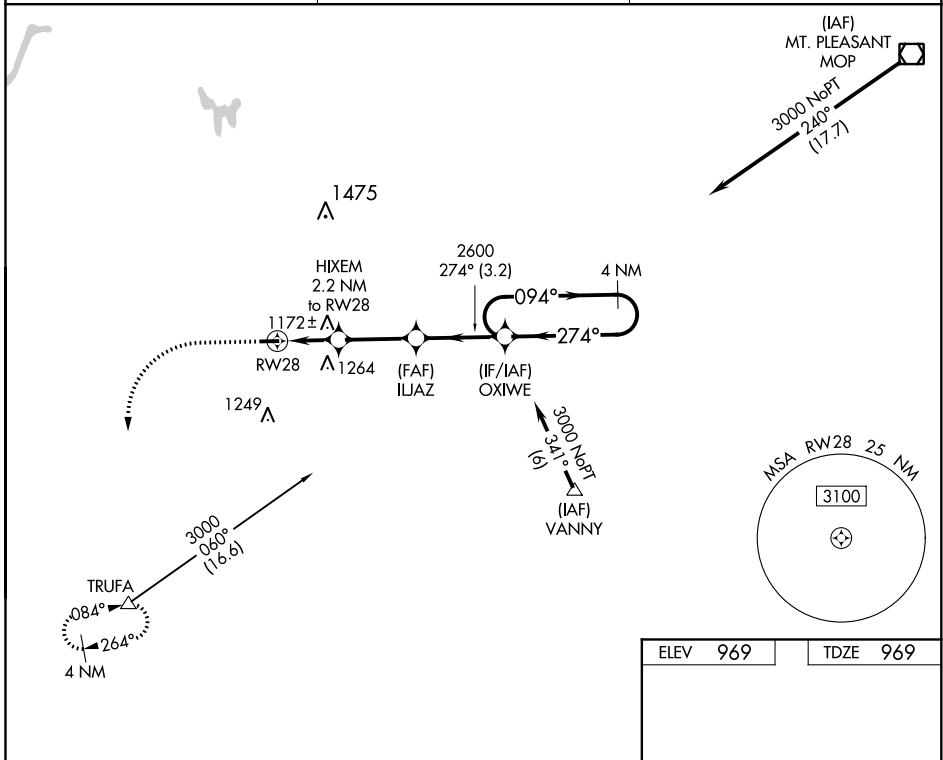 (IAF)
MT. PLEASANT
MOP
3000 NoPT
240°
(17.7)
1475
2600
274° (3.2)
4 NM
HIXEM
2.2 NM
to RW28
094°
1172±
274°
RW28
1264
(FAF)
ILJAZ
(IF/IAF)
OXIWE
1249
3000 NoPT
341°
(6)
(IAF)
VANNY
MSA RW28 25 NM
3100
3000
060°
(16.6)
TRUFA
084°
264°
4 NM
ELEV 969
TDZE 969